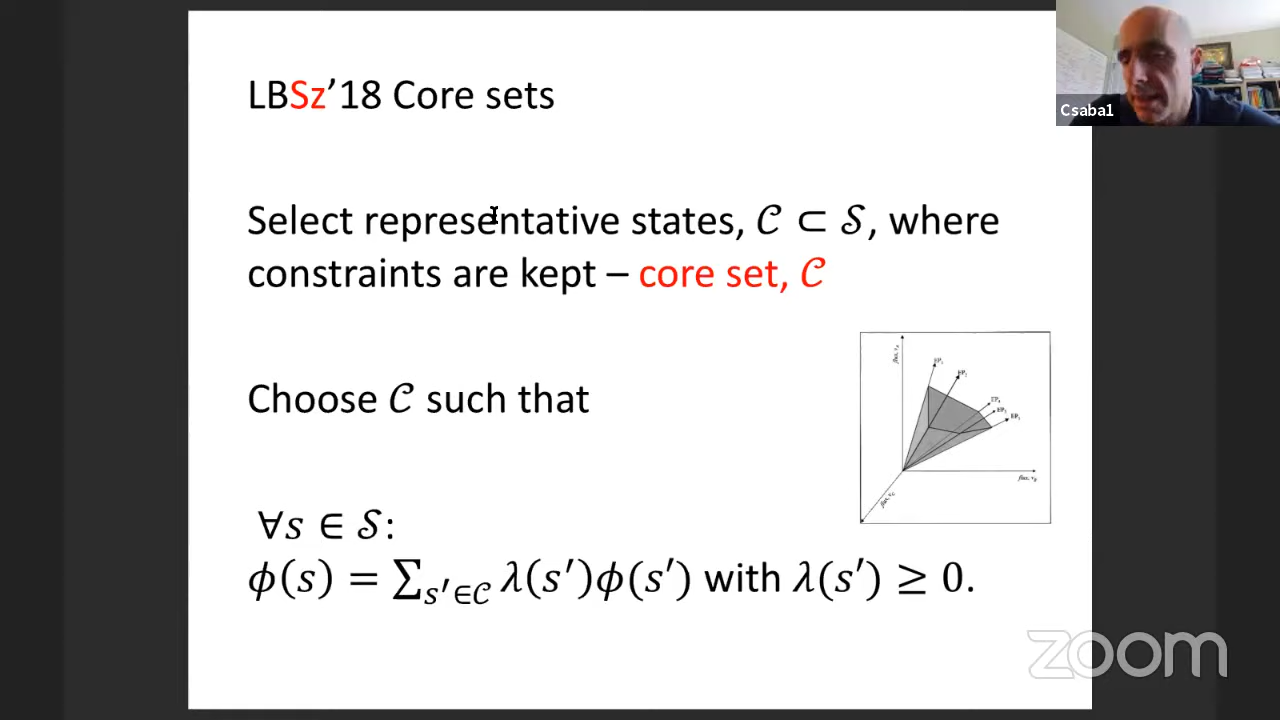 LBSz’18 Core sets
Csaba1
Select representative states, 𝒞 ⊂ 𝒮, where
constraints are kept – core set, 𝒞
Choose 𝒞 such that
∀s ∈ 𝒮:
ϕ(s) = ∑s′∈𝒞 λ(s′)ϕ(s′) with λ(s′) ≥ 0.
zoom